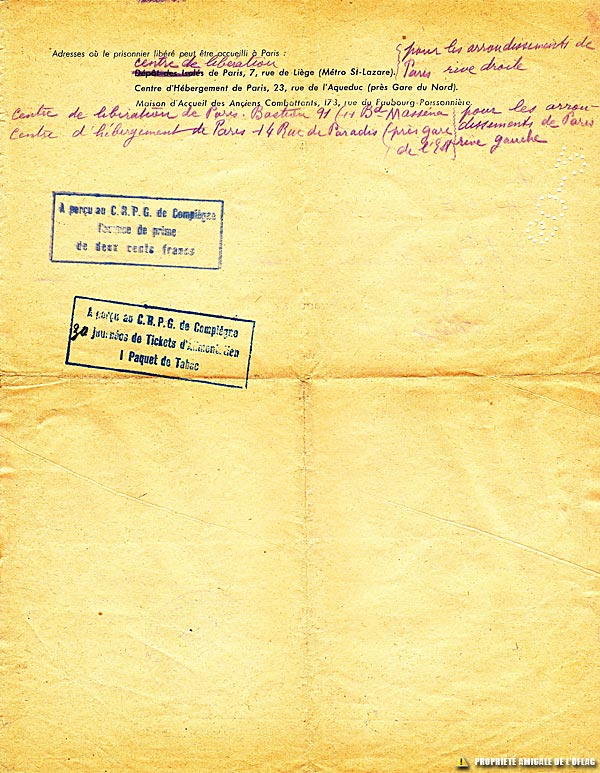 Adresses où le prisonnier libéré peut être accueilli à Paris :
centre de libération
Dépôt des Isolés de Paris, 7, rue de Liège (Métro St-Lazare).
Centre d'Hébergement de Paris, 23, rue de l'Aqueduc (près Gare du Nord).
Maison d'Accueil des Anciens Combattants, 173, rue du Faubourg-Poissonnière.
pour les arrondissements de
Paris rive droite
Centre de libération de Paris. Bastion 91 (11 Bd Masséna
Centre d'hébergement de Paris - 14 Rue de Paradis (près gare
de l'Est
pour les arron-
dissements de Paris
rive gauche
A perçu au C.R.P.G. de Compiègne
l'avance de prime
de deux cents francs
A perçu au C.R.P.G. de Compiègne
30 journées de Tickets d'Alimentation
1 Paquet de Tabac
PROPRIETE AMICALE DE L'OFLAG